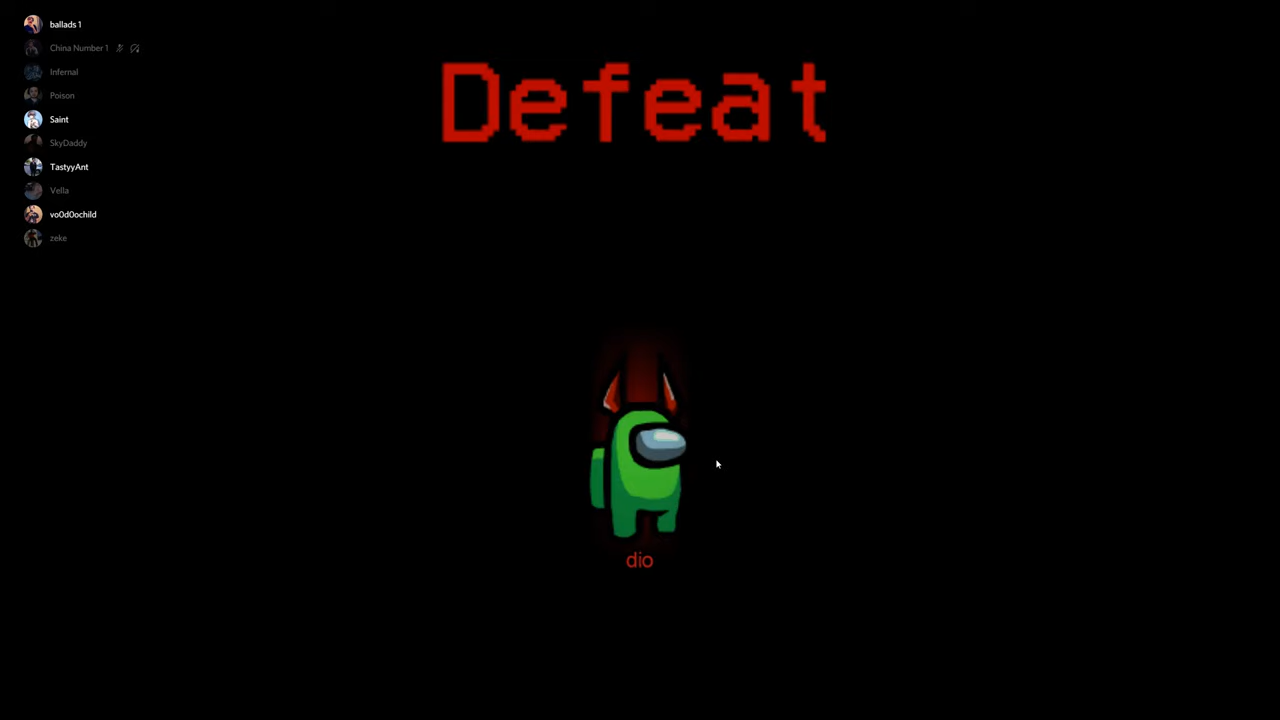 ballads 1
China Number 1
Infernal
Poison
Saint
SkyDaddy
TastyyAnt
Vella
vo0d0ochild
zeke
Defeat
dio